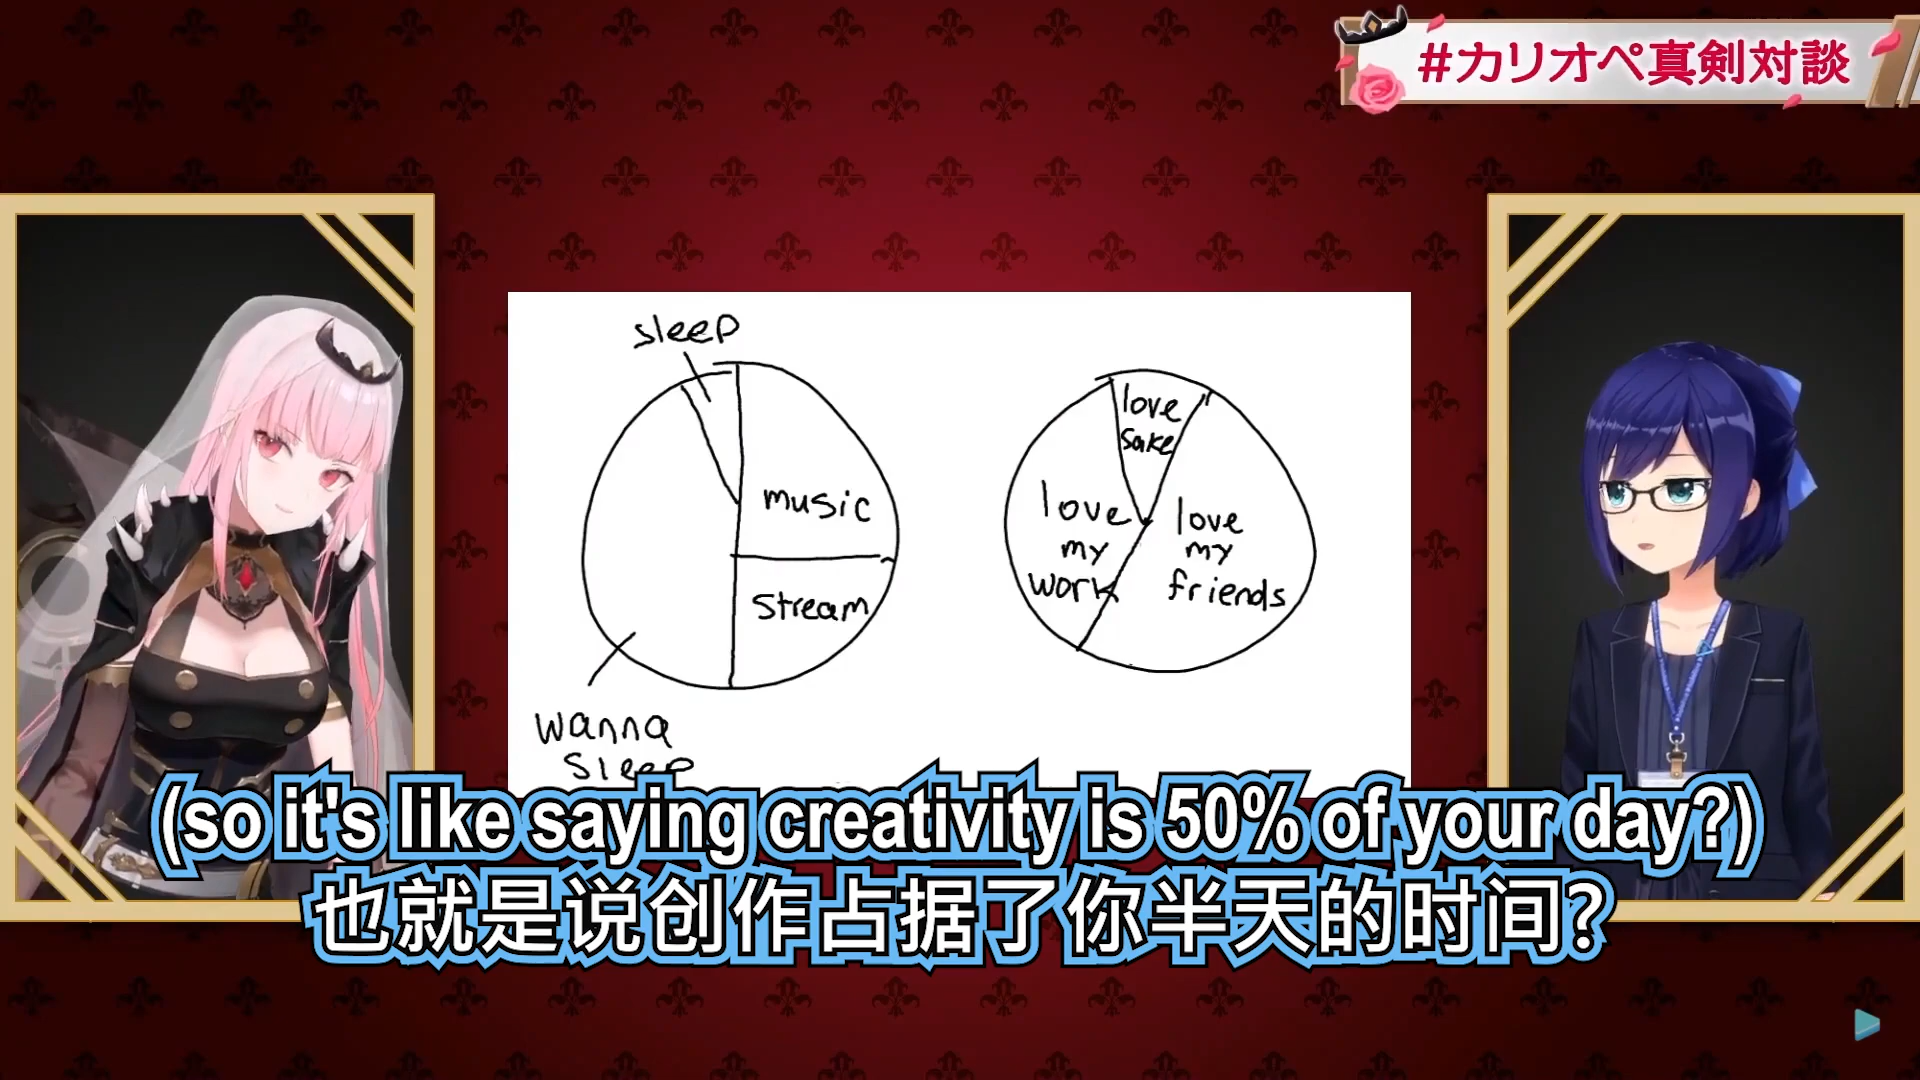 #カリオペ真剣対談
sleep
music
stream
wanna
sleep
love
sake
love
my
work
love
my
friends
(so it's like saying creativity is 50% of your day?)
也就是说创作占据了你半天的时间?